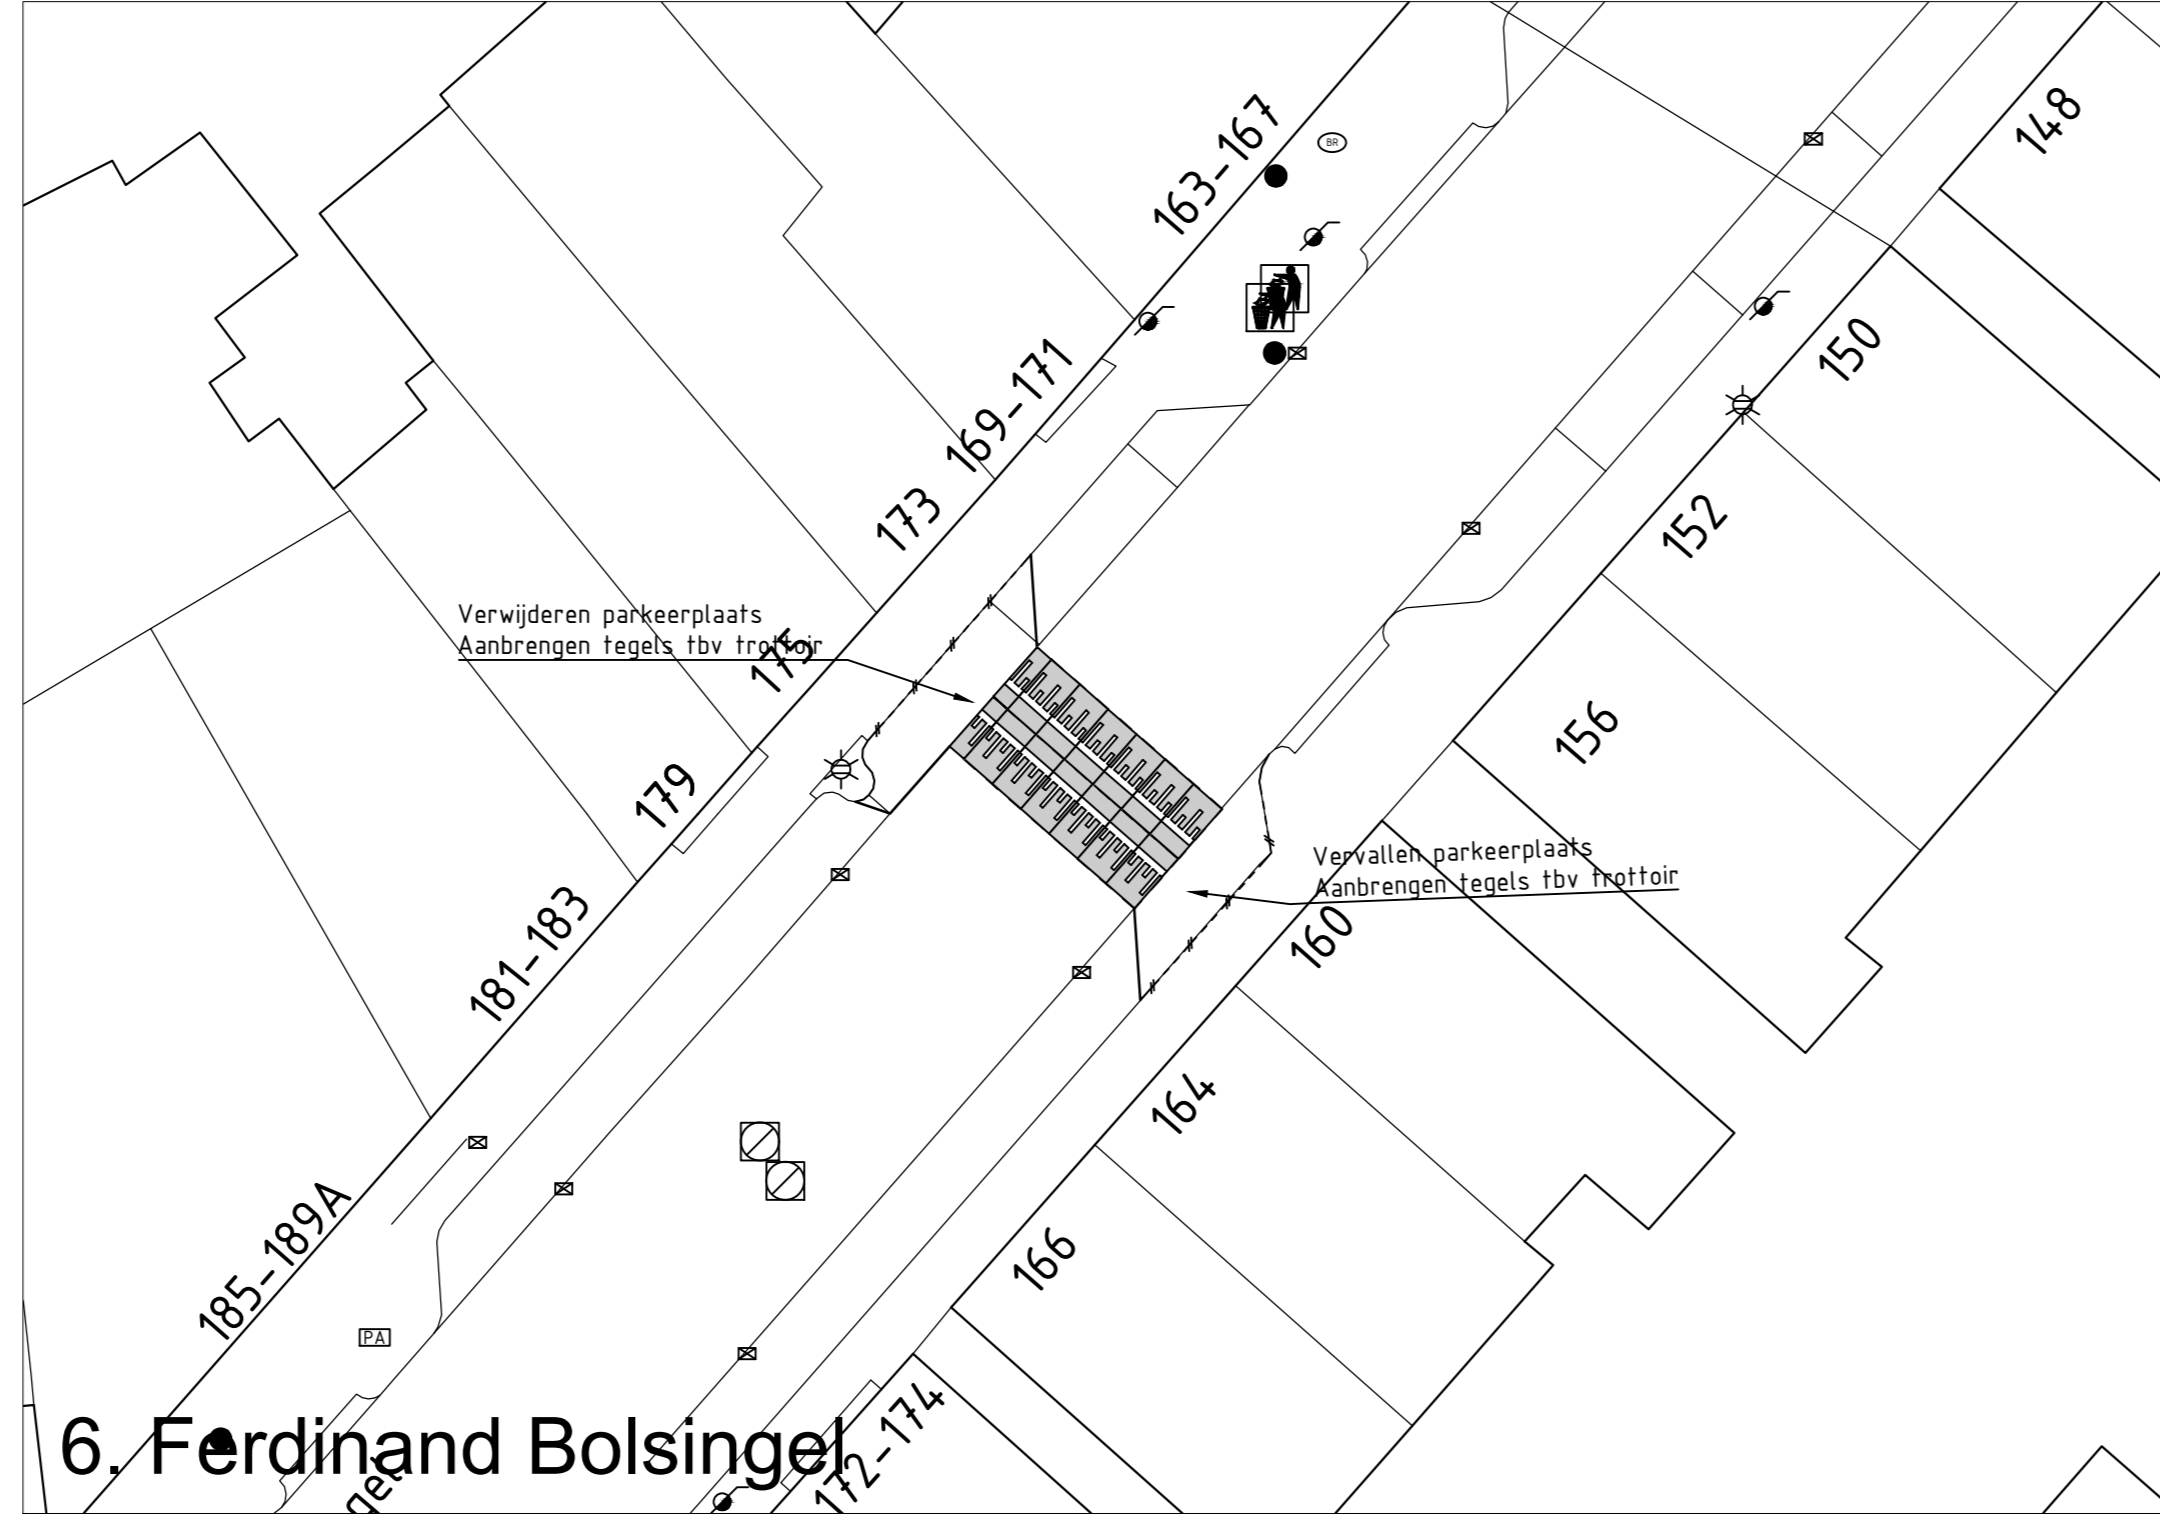 148
163-167
BR
150
169-171
173
152
Verwijderen parkeerplaats
Aanbrengen tegels tbv trottoir
175
156
179
Vervallen parkeerplaats
Aanbrengen tegels tbv trottoir
160
181-183
164
185-189A
166
PA
172-174
6. Ferdinand Bolsingel